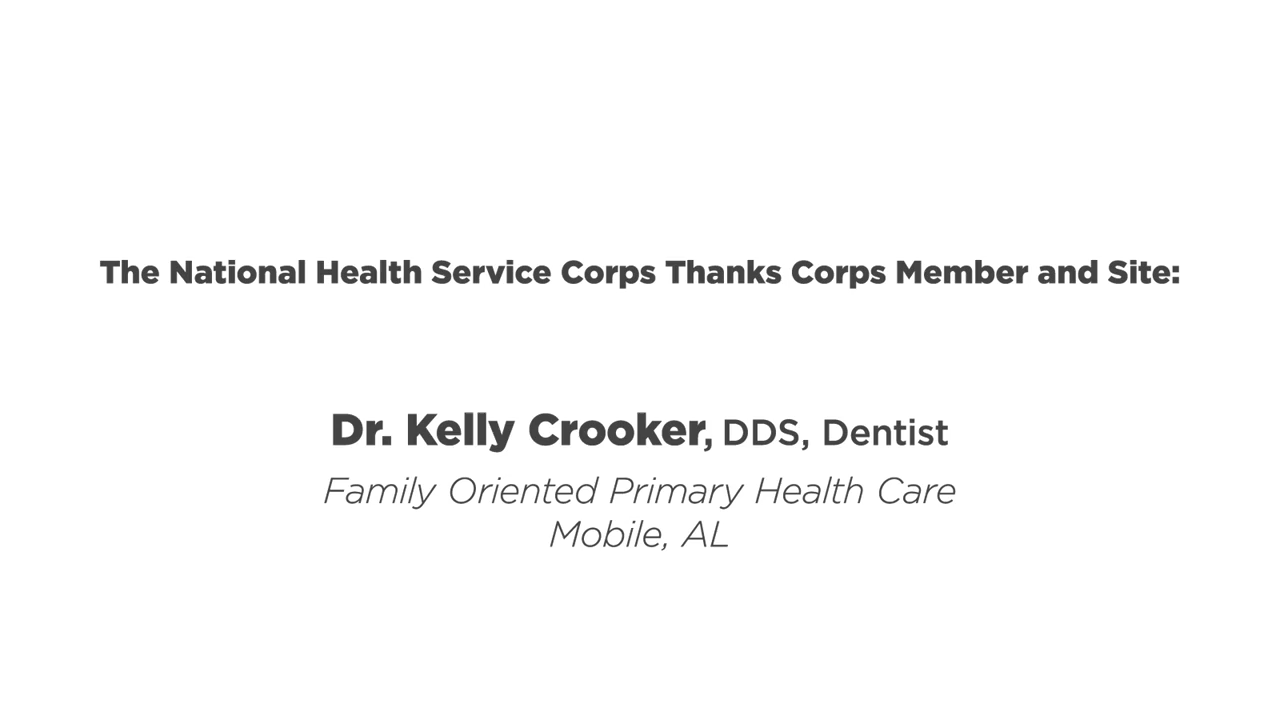 The National Health Service Corps Thanks Corps Member and Site:
Dr. Kelly Crooker, DDS, Dentist
Family Oriented Primary Health Care
Mobile, AL